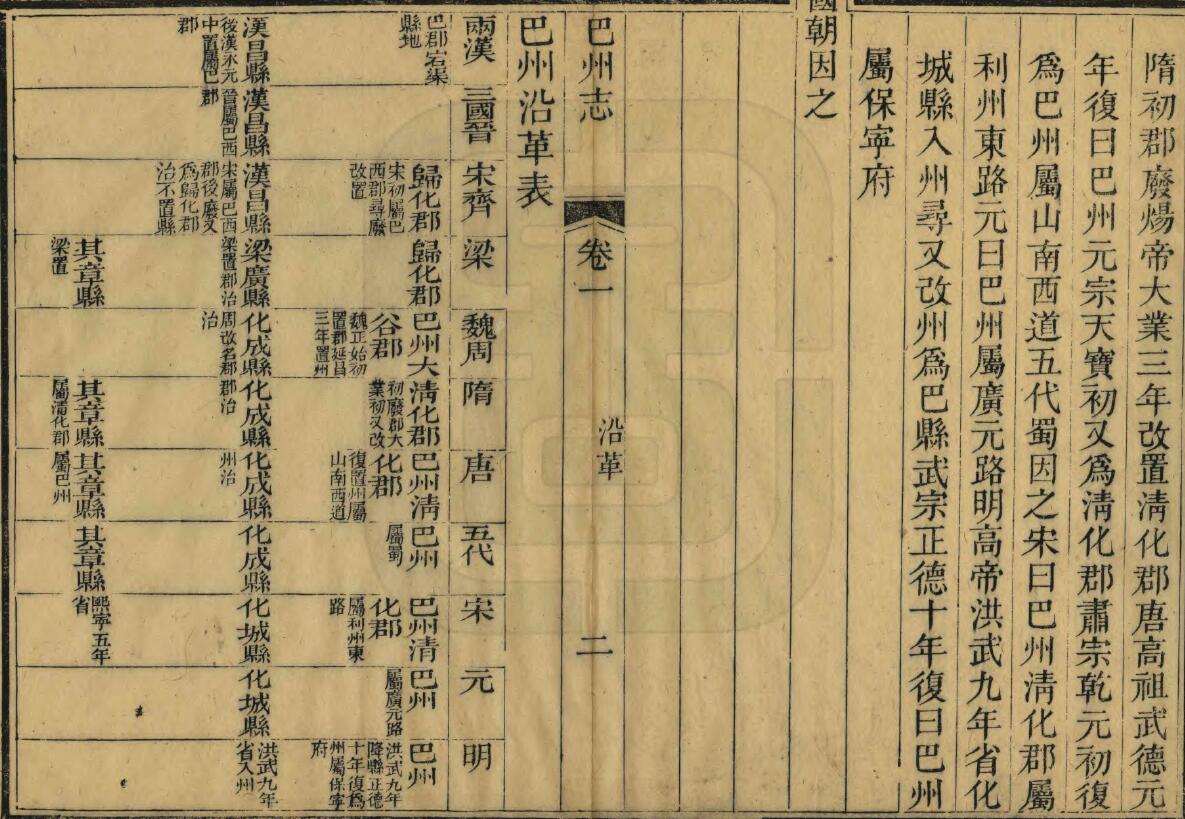 隋初郡廢煬帝大業三年改置淸化郡唐高祖武德元
年復曰巴州元宗天寶初又爲淸化郡肅宗乾元初復
爲巴州屬山南西道五代蜀因之宋曰巴州淸化郡屬
利州東路元曰巴州屬廣元路明高帝洪武九年省化
城縣入州尋又改州爲巴縣武宗正德十年復曰巴州
屬保寧府
國朝因之
巴州志
卷一
沿革
二
巴州沿革表
兩漢
三國晉
宋齊
梁
魏周
隋
唐
五代
宋
元
明
巴郡宕渠
縣地
歸化郡
宋初屬巴
西郡尋廢
改置
歸化郡
巴州大
谷郡
魏正始初
置郡延昌
三年置州
淸化郡
初廢郡大
業初又改
巴州淸
化郡
復置州屬
山南西道
巴州
屬蜀
巴州淸
化郡
屬利州東
路
巴州
屬廣元路
巴州
洪武九年
降縣正德
十年復爲
州屬保寧
府
漢昌縣
後漢永元
中置屬巴
郡
漢昌縣
晉屬巴西
郡
漢昌縣
宋屬巴西
郡後廢又
爲歸化郡
治不置縣
梁廣縣
梁置郡治
化成縣
周改名郡
治
化成縣
郡治
化成縣
州治
化成縣
化城縣
化城縣
洪武九年
省入州
其章縣
梁置
其章縣
屬淸化郡
其章縣
屬巴州
其章縣
熙寧五年
省